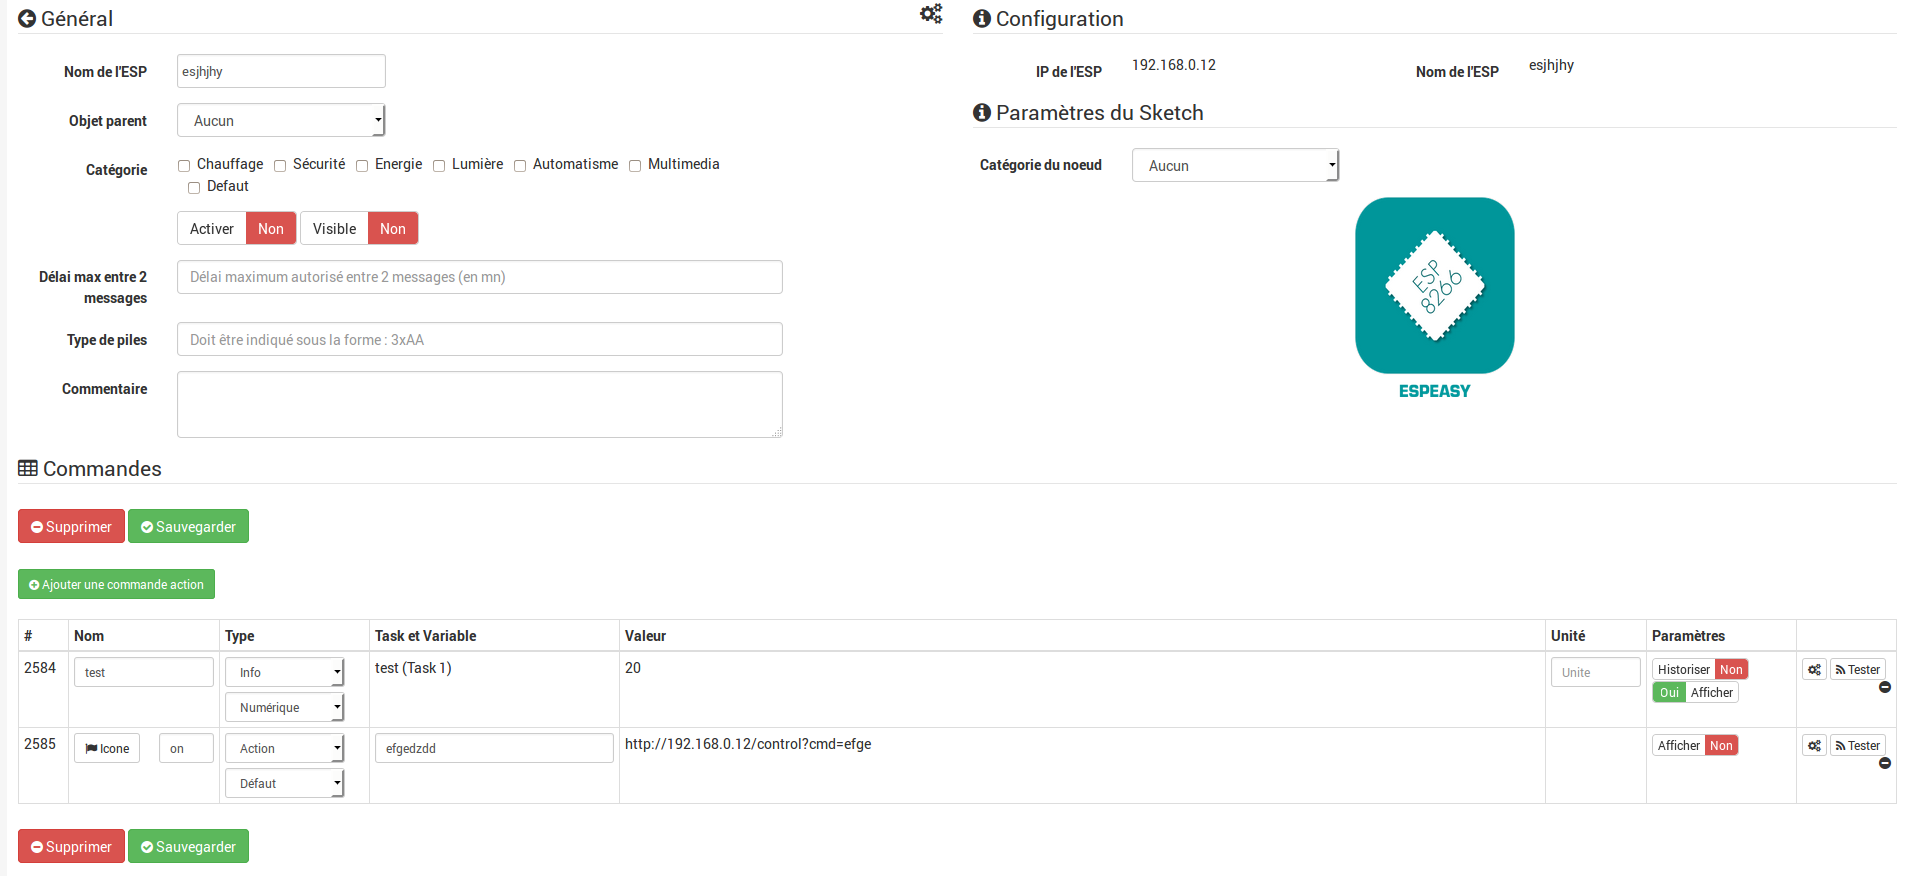 Général
Nom de l'ESP
esjhjhy
Objet parent
Aucun
Catégorie
Chauffage Sécurité Energie Lumière Automatisme Multimedia
Defaut
Activer Non Visible Non
Délai max entre 2
messages
Délai maximum autorisé entre 2 messages (en mn)
Type de piles
Doit être indiqué sous la forme : 3xAA
Commentaire
Configuration
IP de l'ESP 192.168.0.12 Nom de l'ESP esjhjhy
Paramètres du Sketch
Catégorie du noeud Aucun
ESP
8266
ESPEASY
Commandes
Supprimer Sauvegarder
Ajouter une commande action
# Nom Type Task et Variable Valeur Unité Paramètres
2584 test Info test (Task 1) 20 Unite Historiser Non Tester
Numérique Oui Afficher
2585 Icone on Action efgedzdd http://192.168.0.12/control?cmd=efge Afficher Non Tester
Défaut
Supprimer Sauvegarder